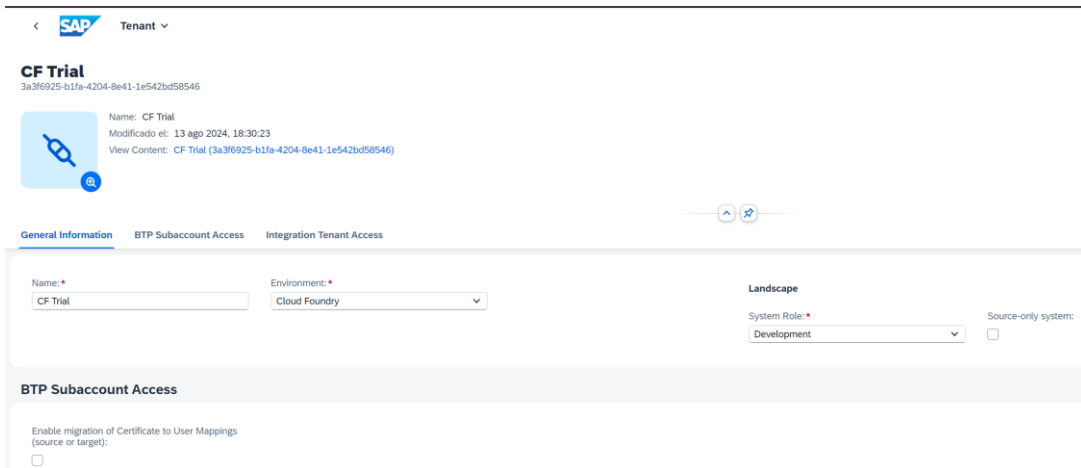 SAP Tenant
CF Trial
3a3f6925-b1fa-4204-8e41-1e542bd58546
Name: CF Trial
Modificado el: 13 ago 2024, 18:30:23
View Content: CF Trial (3a3f6925-b1fa-4204-8e41-1e542bd58546)
General Information BTP Subaccount Access Integration Tenant Access
Name:* Environment:*
CF Trial Cloud Foundry
Landscape
System Role:* Source-only system:
Development
BTP Subaccount Access
Enable migration of Certificate to User Mappings
(source or target):